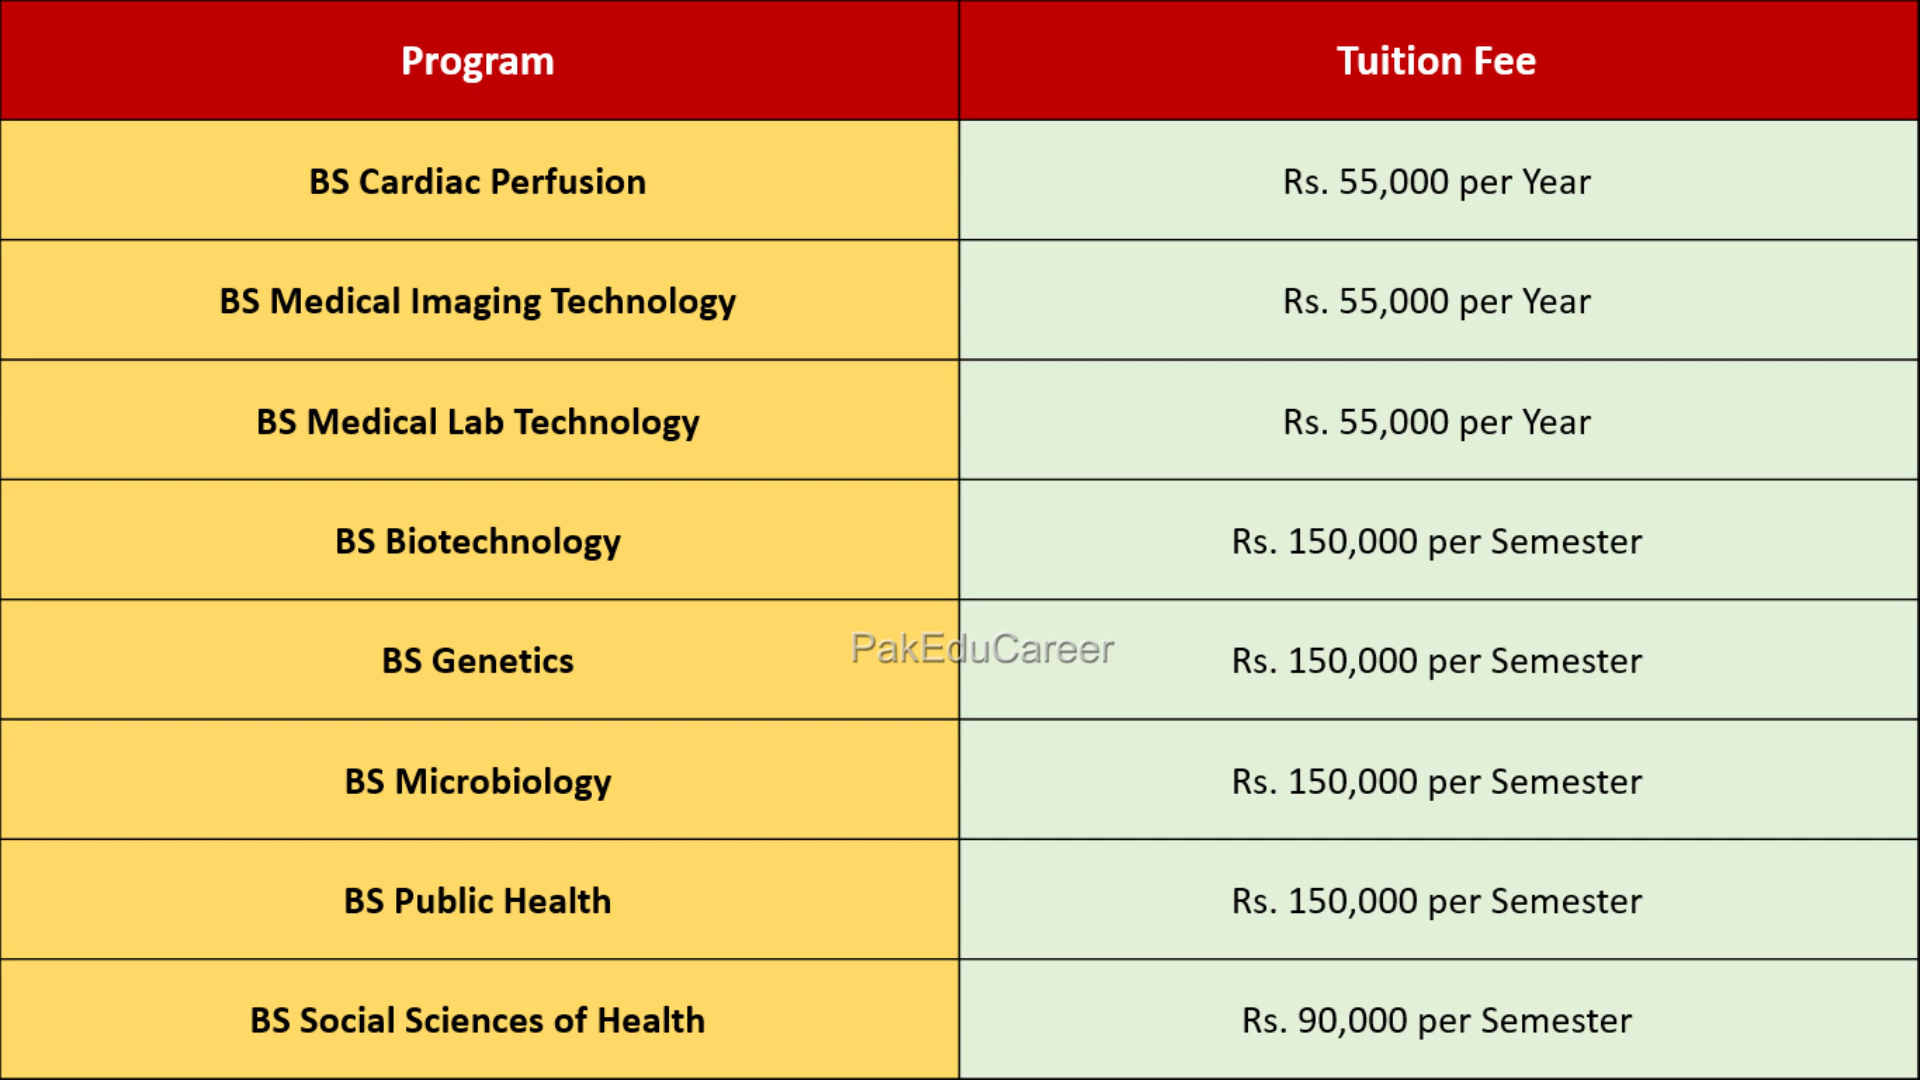 Program Tuition Fee
BS Cardiac Perfusion Rs. 55,000 per Year
BS Medical Imaging Technology Rs. 55,000 per Year
BS Medical Lab Technology Rs. 55,000 per Year
BS Biotechnology Rs. 150,000 per Semester
BS Genetics Rs. 150,000 per Semester
PakEduCareer
BS Microbiology Rs. 150,000 per Semester
BS Public Health Rs. 150,000 per Semester
BS Social Sciences of Health Rs. 90,000 per Semester